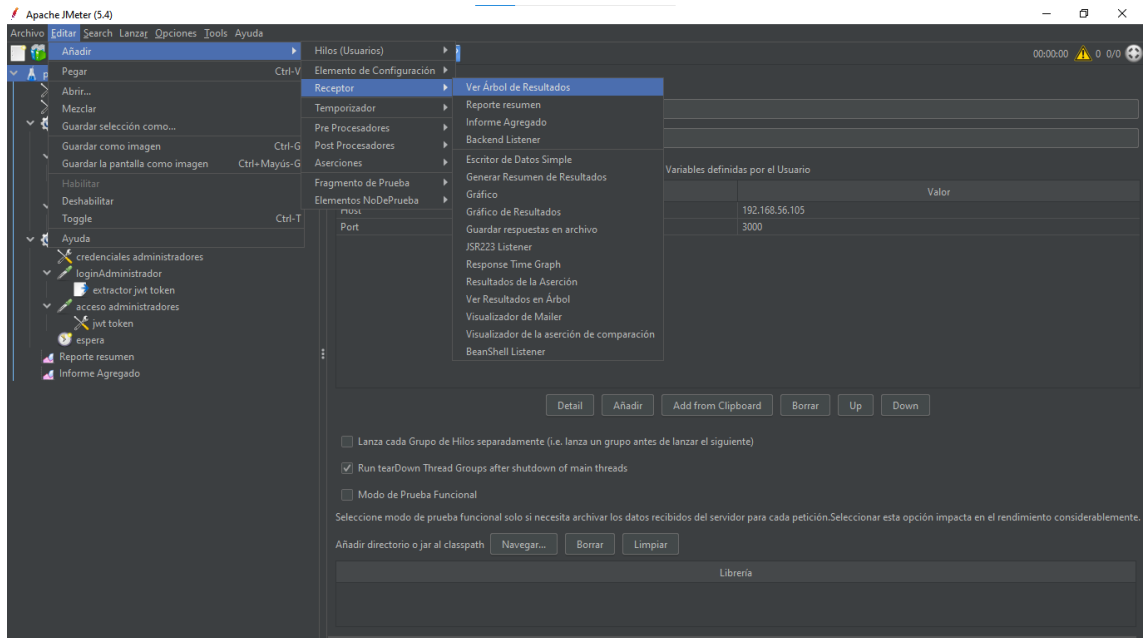 Apache JMeter (5.4)
Archivo Editar Search Lanzar Opciones Tools Ayuda
00:00:00 0 0/0
Añadir
Pegar Ctrl-V
Abrir...
Mezclar
Guardar selección como...
Guardar como imagen Ctrl-G
Guardar la pantalla como imagen Ctrl+Mayús-G
Habilitar
Deshabilitar
Toggle Ctrl-T
Ayuda
Hilos (Usuarios)
Elemento de Configuración
Receptor
Temporizador
Pre Procesadores
Post Procesadores
Aserciones
Fragmento de Prueba
Elementos NoDePrueba
Ver Árbol de Resultados
Reporte resumen
Informe Agregado
Backend Listener
Escritor de Datos Simple
Generar Resumen de Resultados
Gráfico
Gráfico de Resultados
Guardar respuestas en archivo
JSR223 Listener
Response Time Graph
Resultados de la Aserción
Ver Resultados en Árbol
Visualizador de Mailer
Visualizador de la aserción de comparación
BeanShell Listener
credenciales administradores
loginAdministrador
extractor jwt token
acceso administradores
jwt token
espera
Reporte resumen
Informe Agregado
Variables definidas por el Usuario
Valor
Host 192.168.56.105
Port 3000
Detail Añadir Add from Clipboard Borrar Up Down
Lanza cada Grupo de Hilos separadamente (i.e. lanza un grupo antes de lanzar el siguiente)
Run tearDown Thread Groups after shutdown of main threads
Modo de Prueba Funcional
Seleccione modo de prueba funcional solo si necesita archivar los datos recibidos del servidor para cada petición.Seleccionar esta opción impacta en el rendimiento considerablemente.
Añadir directorio o jar al classpath Navegar... Borrar Limpiar
Librería